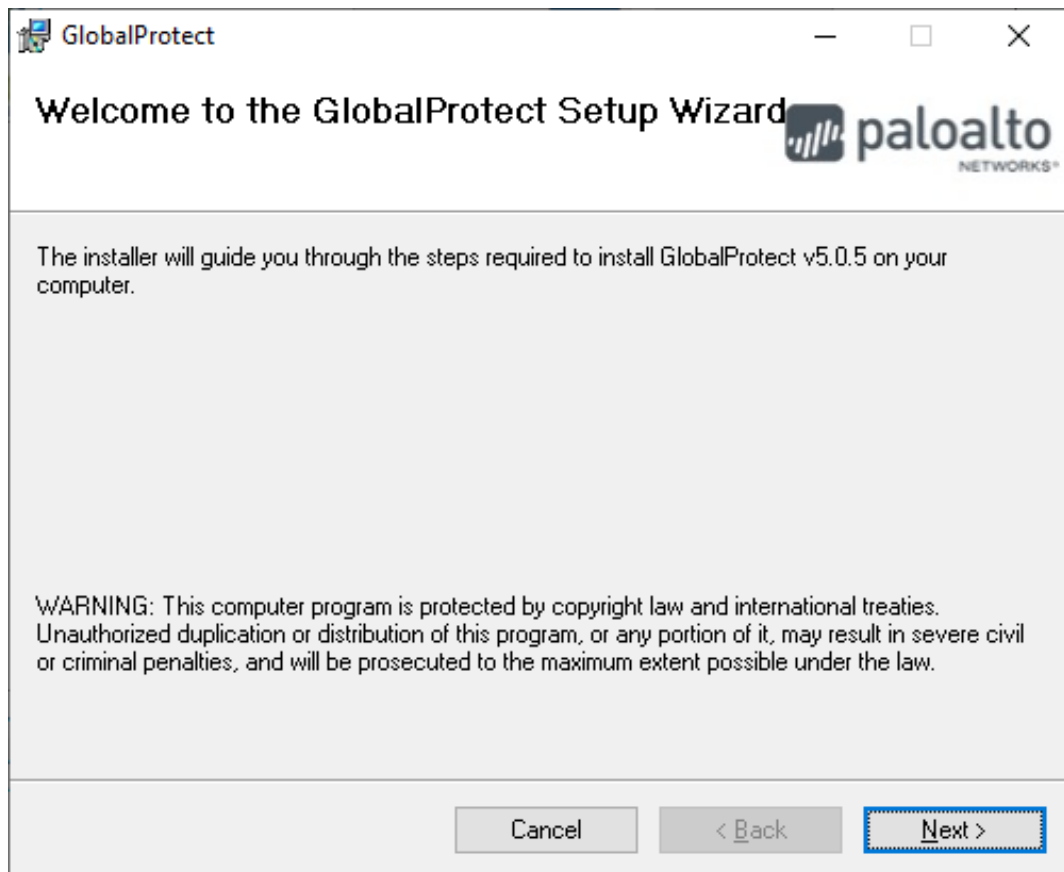 GlobalProtect
Welcome to the GlobalProtect Setup Wizard
paloalto
NETWORKS®
The installer will guide you through the steps required to install GlobalProtect v5.0.5 on your
computer.
WARNING: This computer program is protected by copyright law and international treaties.
Unauthorized duplication or distribution of this program, or any portion of it, may result in severe civil
or criminal penalties, and will be prosecuted to the maximum extent possible under the law.
Cancel < Back Next >